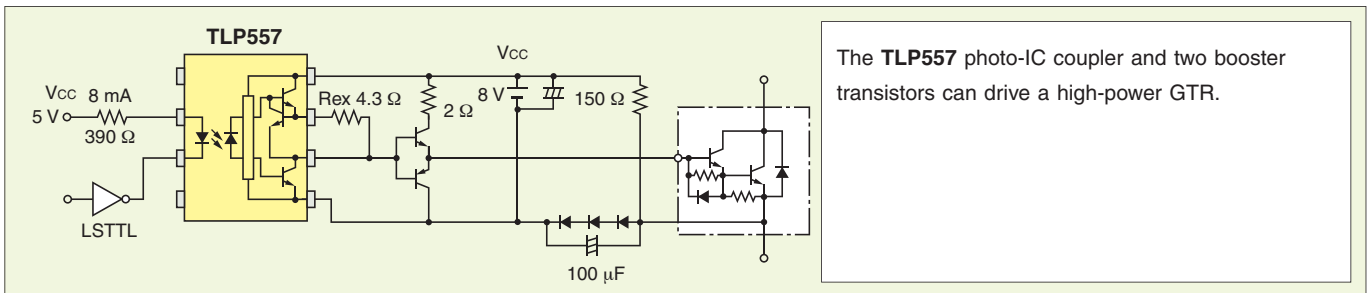 TLP557
VCC
8 mA
5 V
390 Ω
LSTTL
Rex 4.3 Ω
2 Ω
VCC
8 V
150 Ω
100 μF
The TLP557 photo-IC coupler and two booster
transistors can drive a high-power GTR.